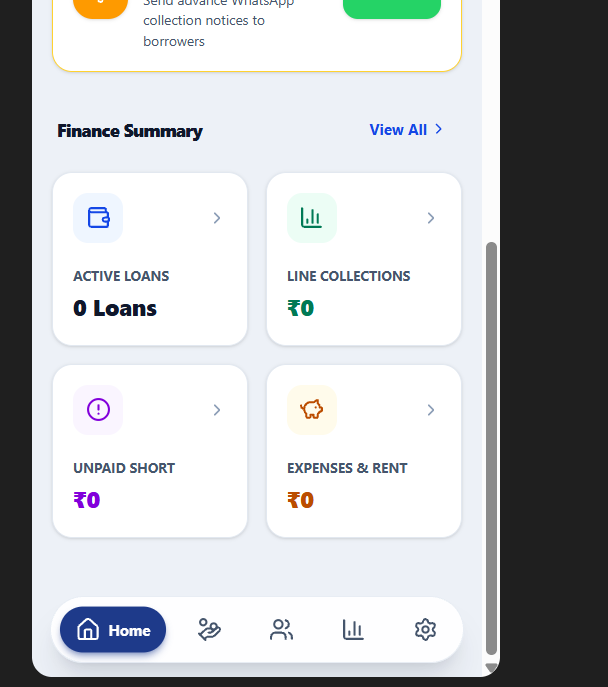 Send advance WhatsApp
collection notices to
borrowers
Finance Summary
View All
ACTIVE LOANS
0 Loans
LINE COLLECTIONS
₹0
UNPAID SHORT
₹0
EXPENSES & RENT
₹0
Home